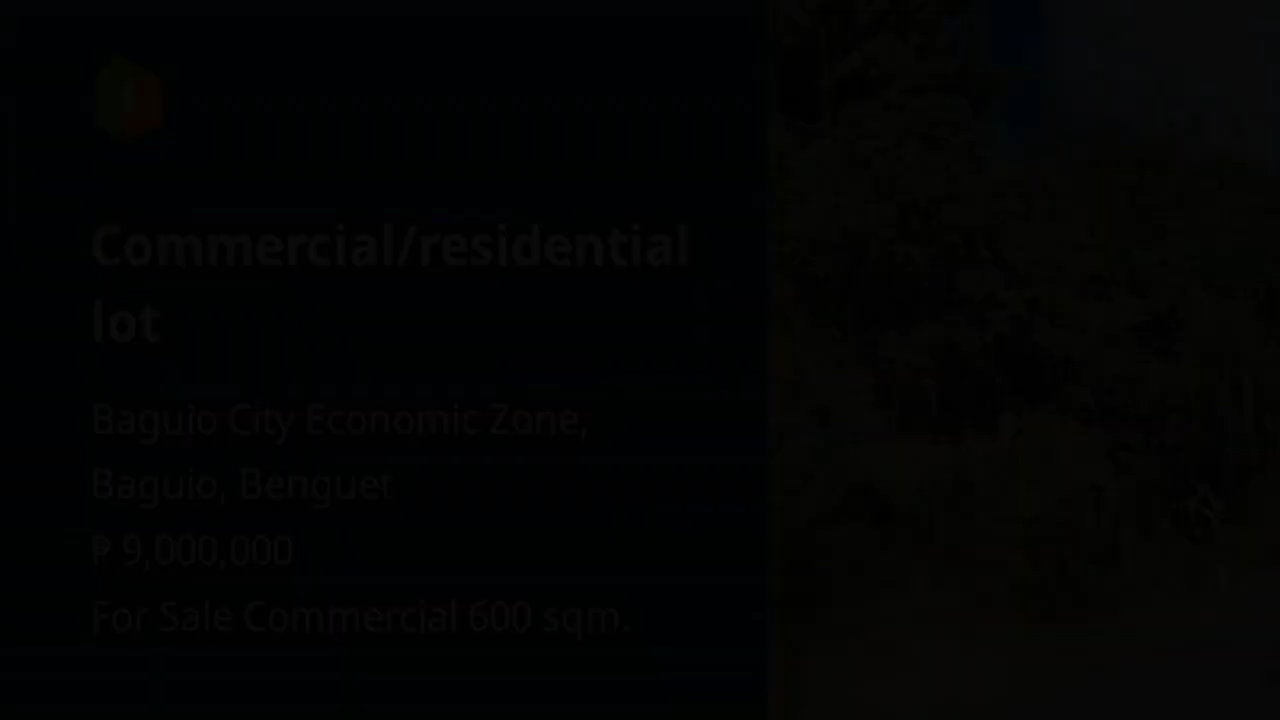 Commercial/residential
lot
Baguio City Economic Zone,
Baguio, Benguet
₱ 9,000,000
For Sale Commercial 600 sqm.